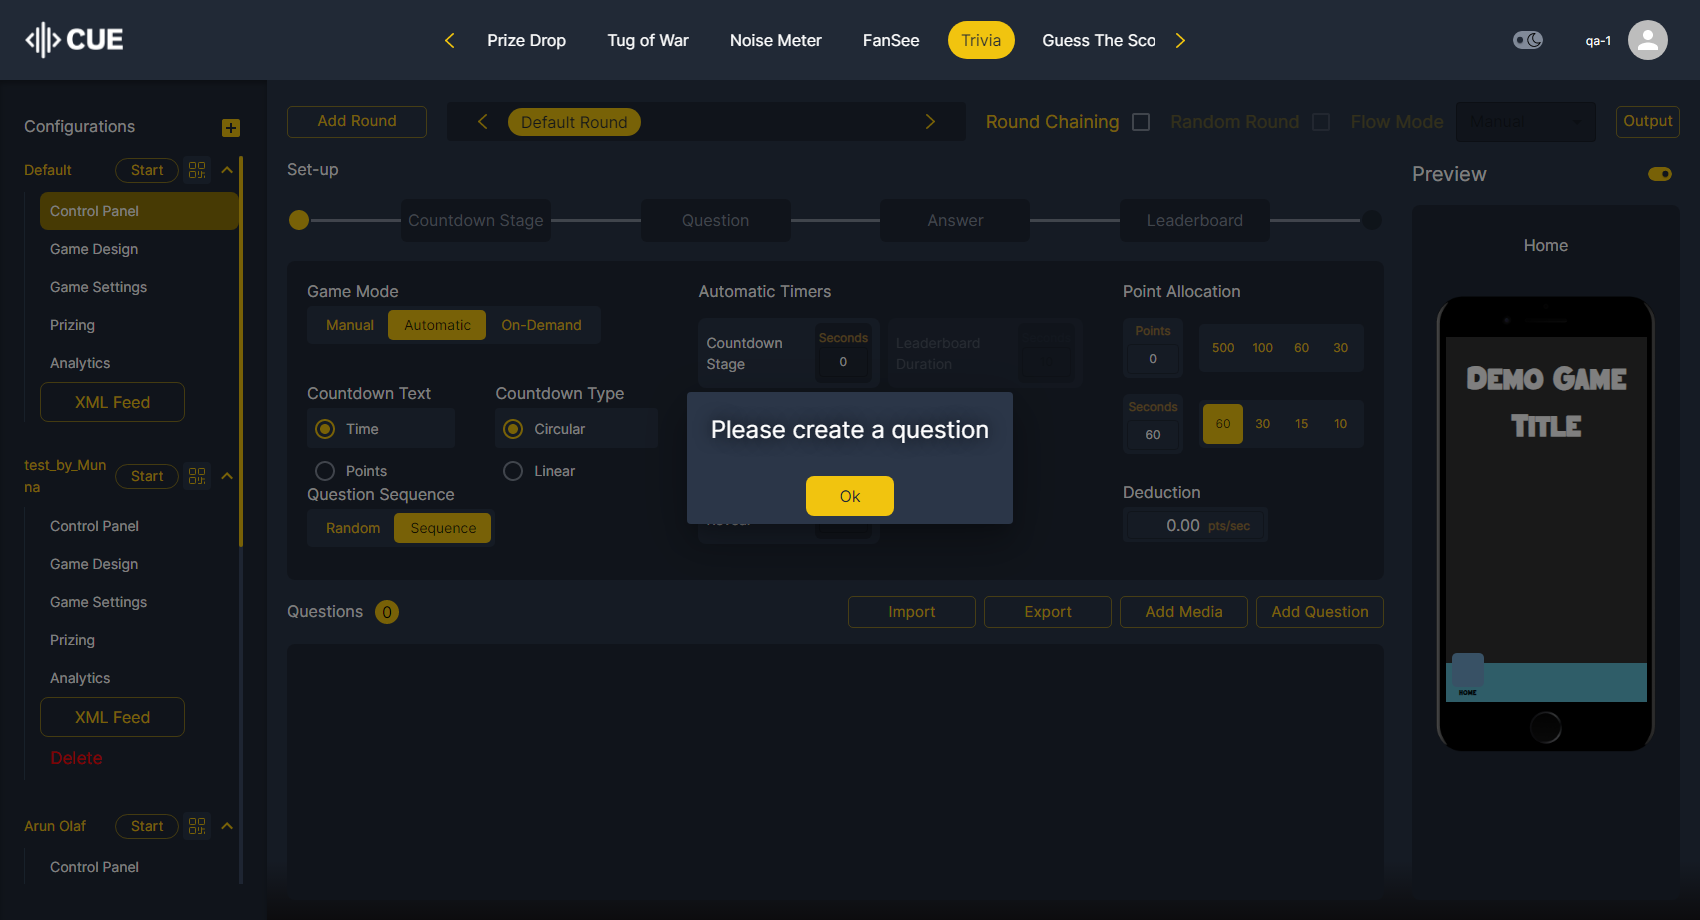 CUE
Prize Drop
Tug of War
Noise Meter
FanSee
Trivia
Guess The Sco
qa-1
Configurations
Default
Start
Control Panel
Game Design
Game Settings
Prizing
Analytics
XML Feed
test_by_Mun
na
Start
Control Panel
Game Design
Game Settings
Prizing
Analytics
XML Feed
Delete
Arun Olaf
Start
Control Panel
Add Round
Default Round
Round Chaining
Random Round
Flow Mode
Manual
Output
Set-up
Countdown Stage
Question
Answer
Leaderboard
Game Mode
Manual
Automatic
On-Demand
Countdown Text
Time
Points
Countdown Type
Circular
Linear
Question Sequence
Random
Sequence
Automatic Timers
Countdown
Stage
Seconds
0
Leaderboard
Duration
Point Allocation
Points
0
500
100
60
30
Seconds
60
60
30
15
10
Deduction
0.00 pts/sec
Please create a question
Ok
Questions
0
Import
Export
Add Media
Add Question
Preview
Home
Demo Game
Title
HOME